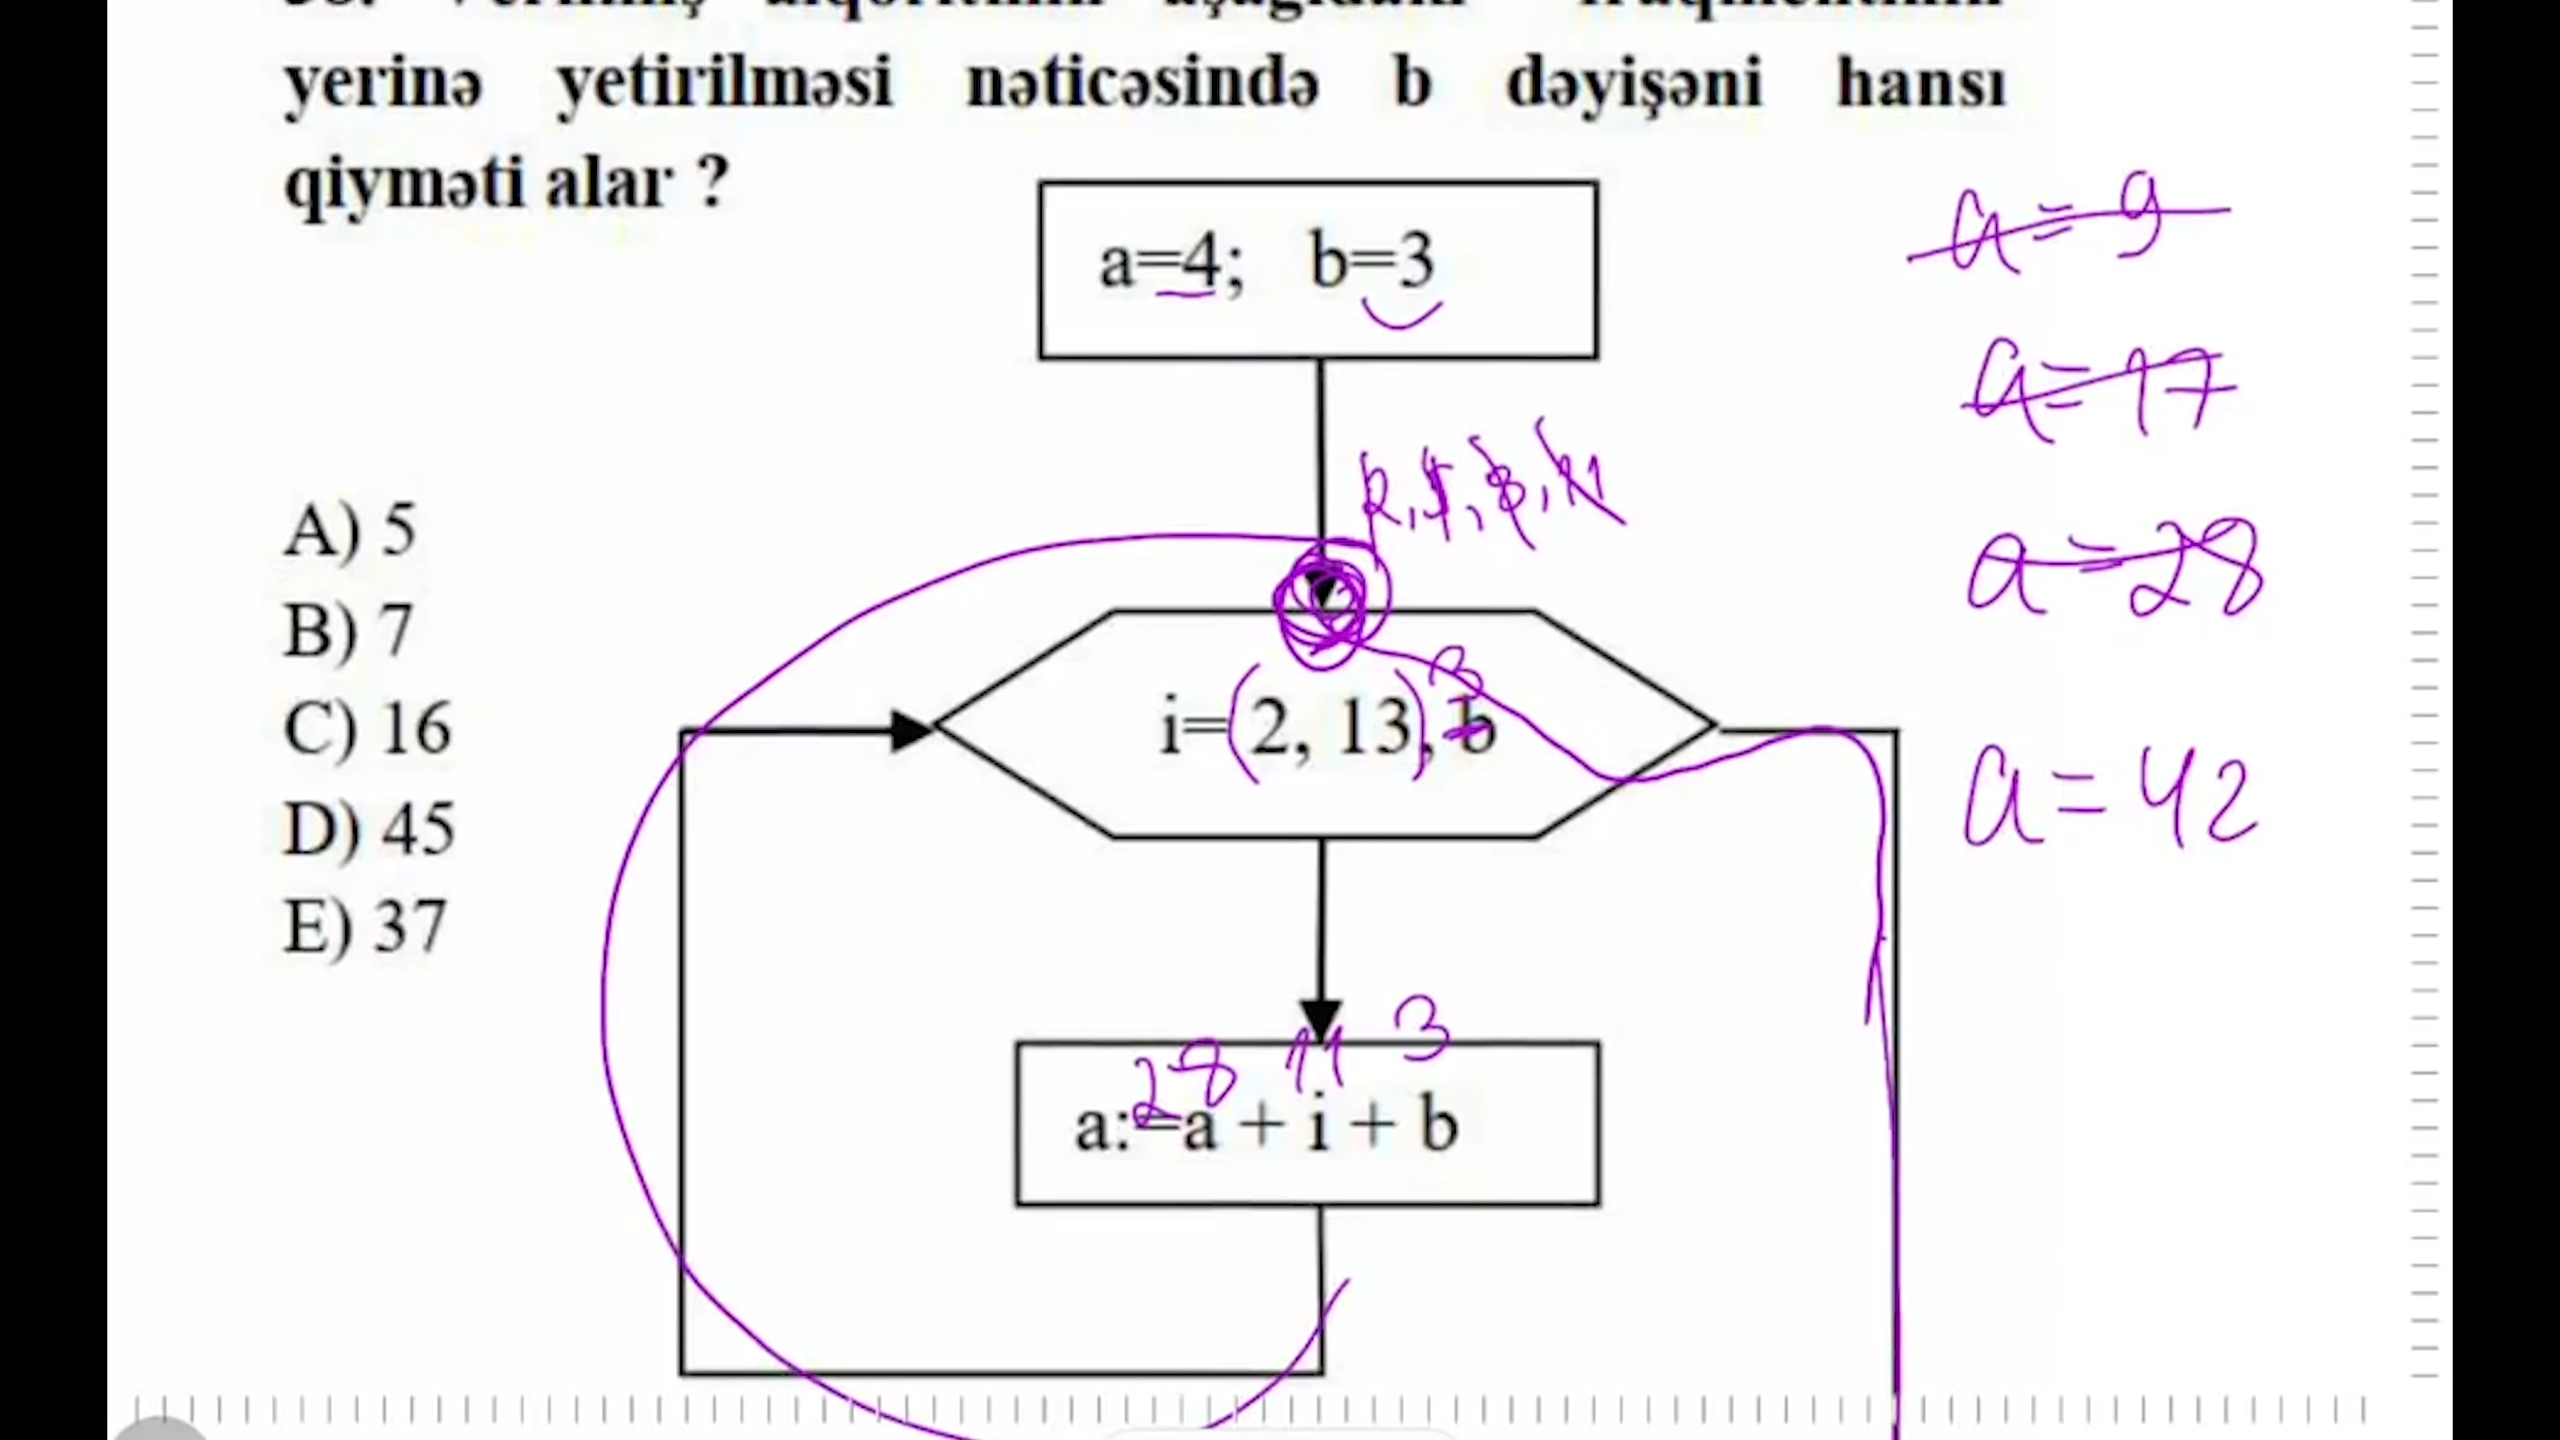 yerinə yetirilməsi nəticəsində b dəyişəni hansı
qiyməti alar ?
a=4; b=3
a=9
a=17
2,5,8,11
A) 5
a=28
B) 7
3
C) 16
i=(2, 13), b
a=42
D) 45
E) 37
28 11 3
a:=a + i + b